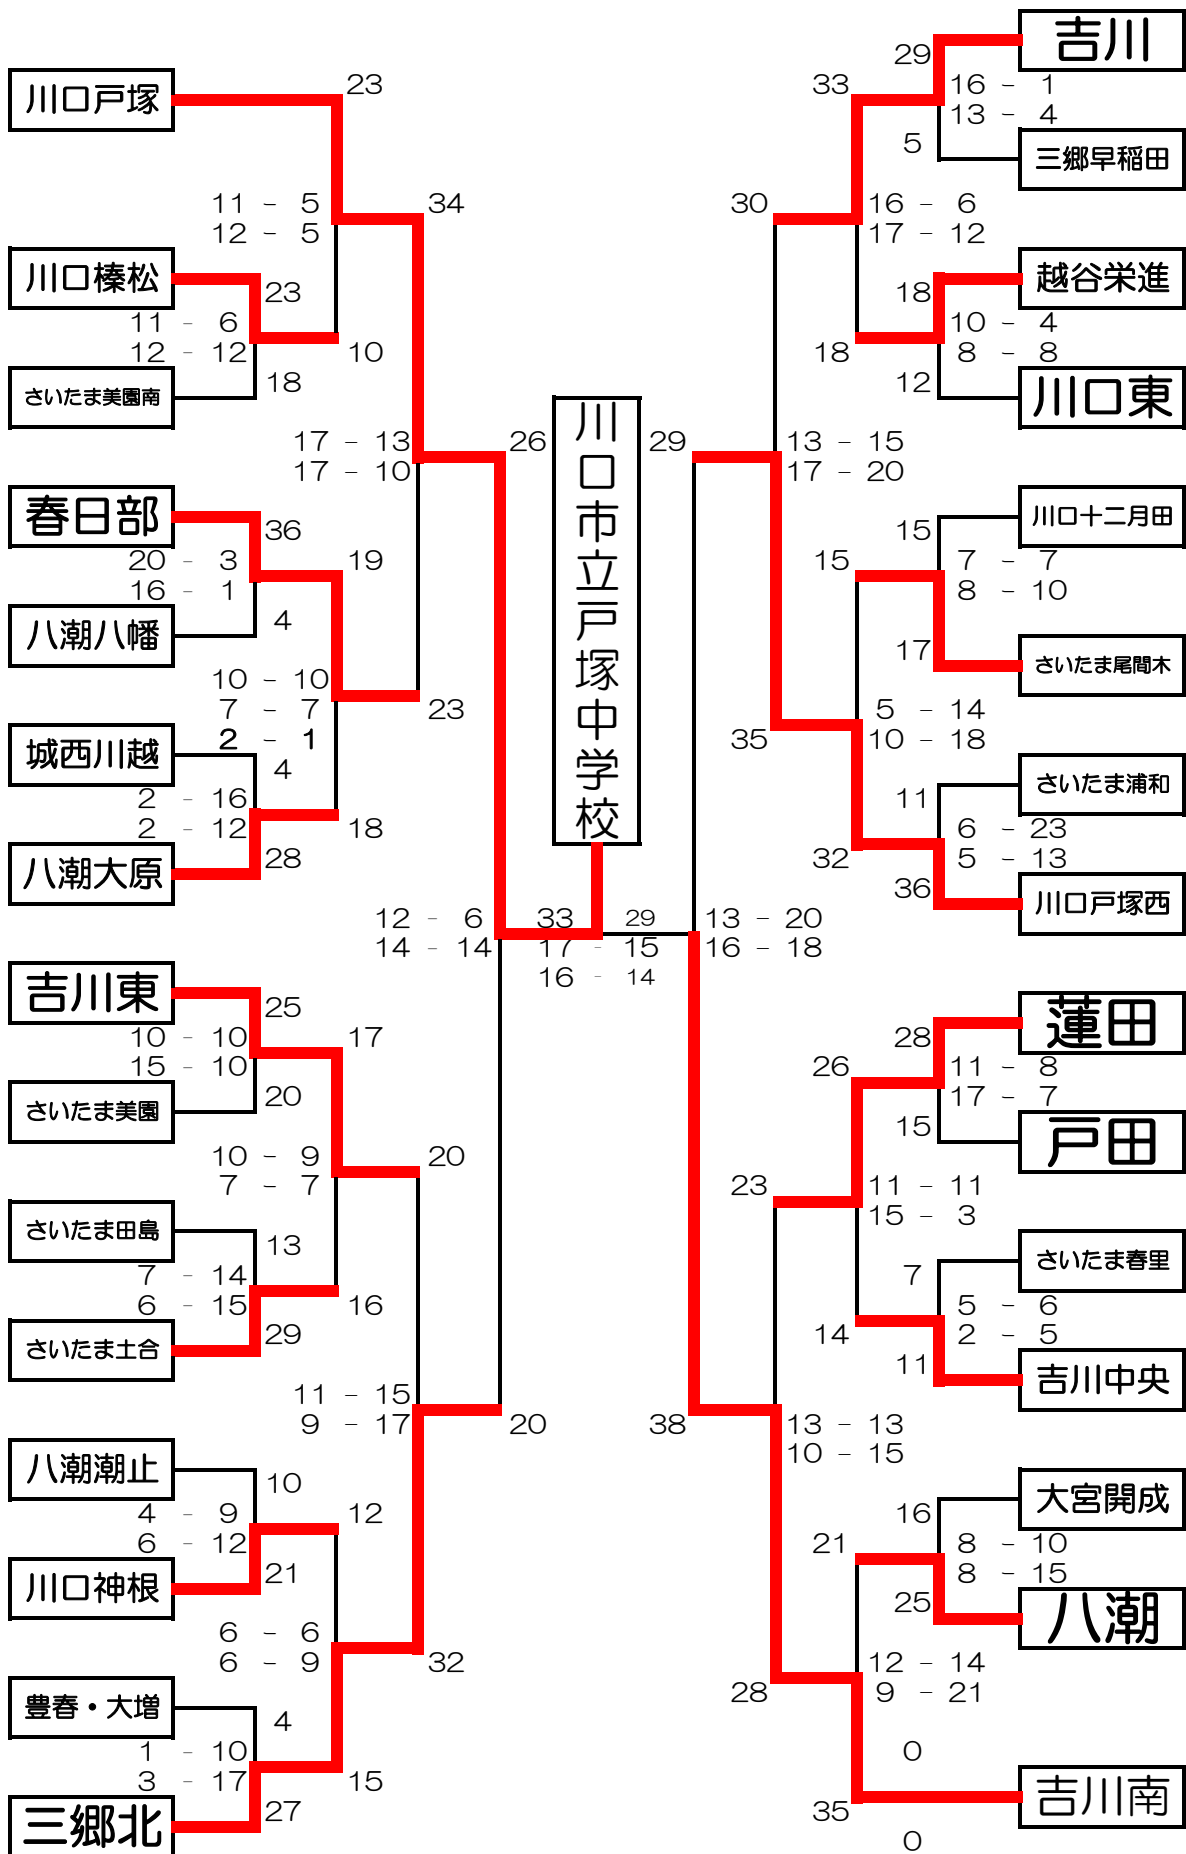 川口戸塚
23
11 - 5
12 - 5
34
川口榛松
23
11 - 6
12 - 12
10
さいたま美園南
18
17 - 13
17 - 10
26
春日部
36
20 - 3
16 - 1
19
八潮八幡
4
10 - 10
7 - 7
2 - 1
23
城西川越
4
2 - 16
2 - 12
18
八潮大原
28
12 - 6
14 - 14
吉川東
25
10 - 10
15 - 10
17
さいたま美園
20
10 - 9
7 - 7
20
さいたま田島
13
7 - 14
6 - 15
16
さいたま土合
29
11 - 15
9 - 17
20
八潮潮止
10
4 - 9
6 - 12
12
川口神根
21
6 - 6
6 - 9
32
豊春・大増
4
1 - 10
3 - 17
15
三郷北
27
川口市立戸塚中学校
33
29
17 - 15
16 - 14
吉川
29
33
16 - 1
13 - 4
5
三郷早稲田
30
16 - 6
17 - 12
越谷栄進
18
10 - 4
8 - 8
18
12
川口東
29
13 - 15
17 - 20
川口十二月田
15
15
7 - 7
8 - 10
17
さいたま尾間木
35
5 - 14
10 - 18
さいたま浦和
11
6 - 23
5 - 13
32
36
川口戸塚西
13 - 20
16 - 18
蓮田
28
26
11 - 8
17 - 7
15
戸田
23
11 - 11
15 - 3
さいたま春里
7
5 - 6
2 - 5
14
11
吉川中央
38
13 - 13
10 - 15
大宮開成
16
21
8 - 10
8 - 15
25
八潮
28
12 - 14
9 - 21
0
吉川南
35
0